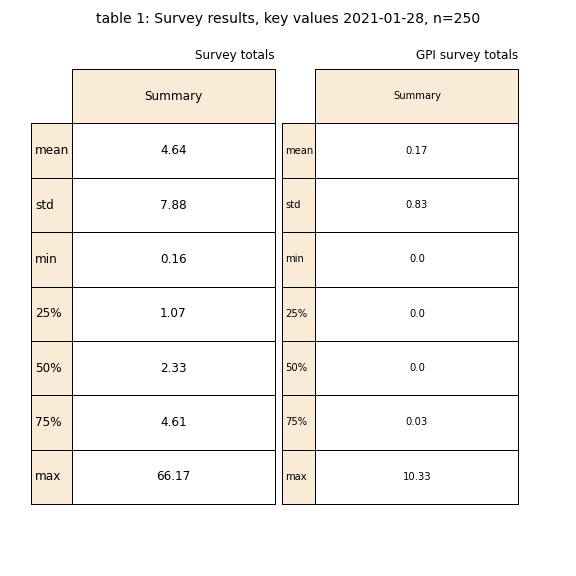 table 1: Survey results, key values 2021-01-28, n=250
Survey totals
Summary
mean 4.64
std 7.88
min 0.16
25% 1.07
50% 2.33
75% 4.61
max 66.17
GPI survey totals
Summary
mean 0.17
std 0.83
min 0.0
25% 0.0
50% 0.0
75% 0.03
max 10.33